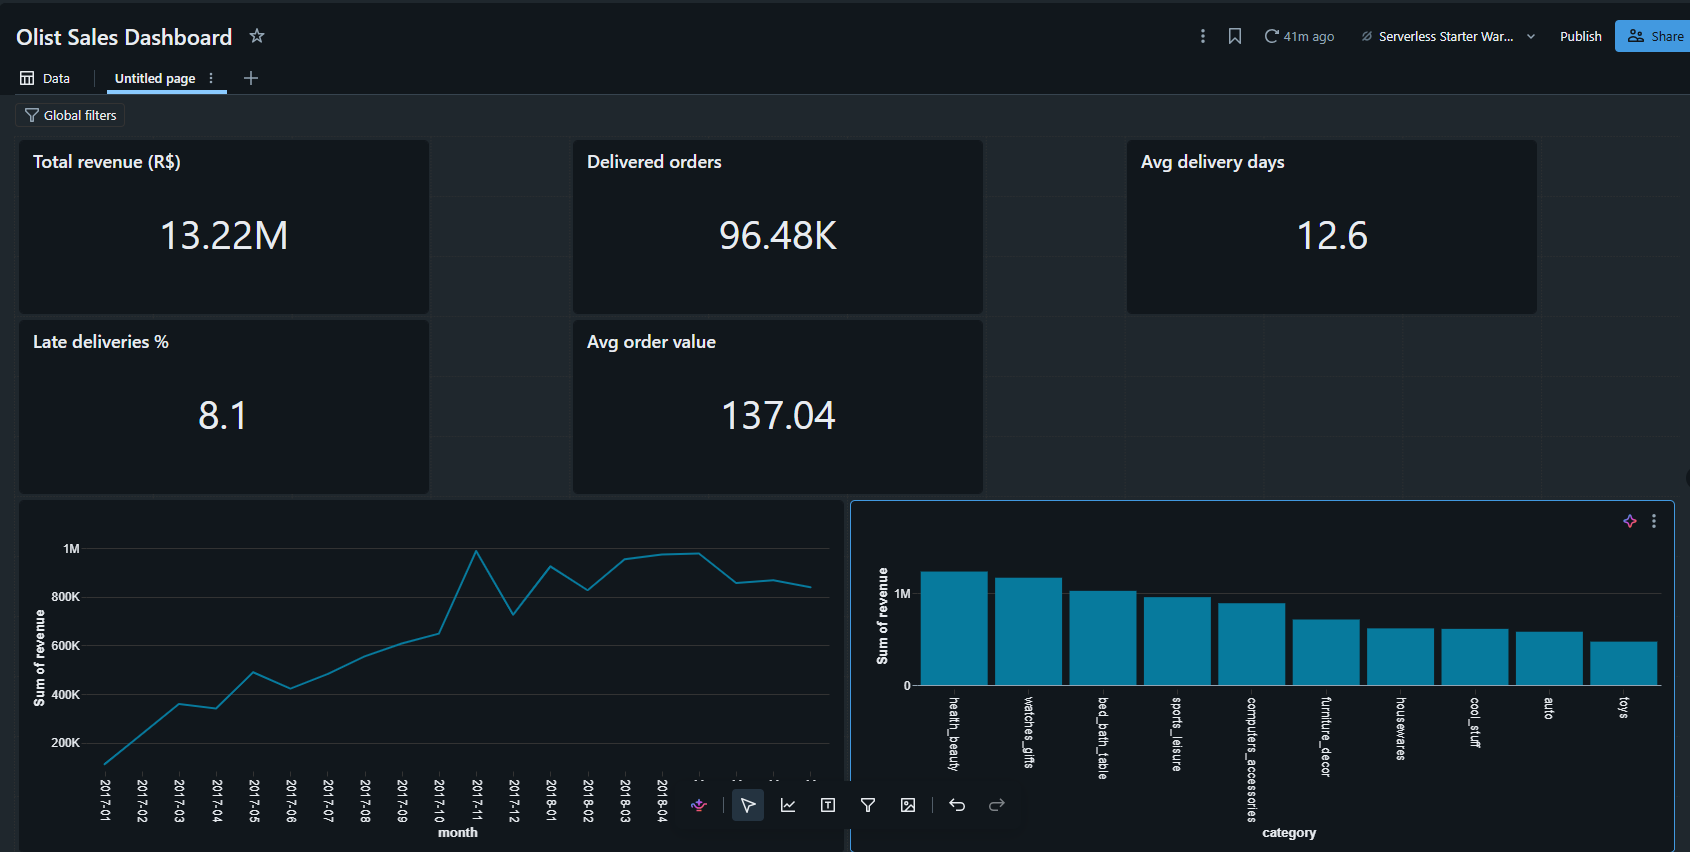 Olist Sales Dashboard
41m ago
Serverless Starter War...
Publish
Share
Data
Untitled page
Global filters
Total revenue (R$)
13.22M
Delivered orders
96.48K
Avg delivery days
12.6
Late deliveries %
8.1
Avg order value
137.04
Sum of revenue
1M
800K
600K
400K
200K
2017-01
2017-02
2017-03
2017-04
2017-05
2017-06
2017-07
2017-08
2017-09
2017-10
2017-11
2017-12
2018-01
2018-02
2018-03
2018-04
month
Sum of revenue
1M
0
health_beauty
watches_gifts
bed_bath_table
sports_leisure
computers_accessories
furniture_decor
housewares
cool_stuff
auto
toys
category